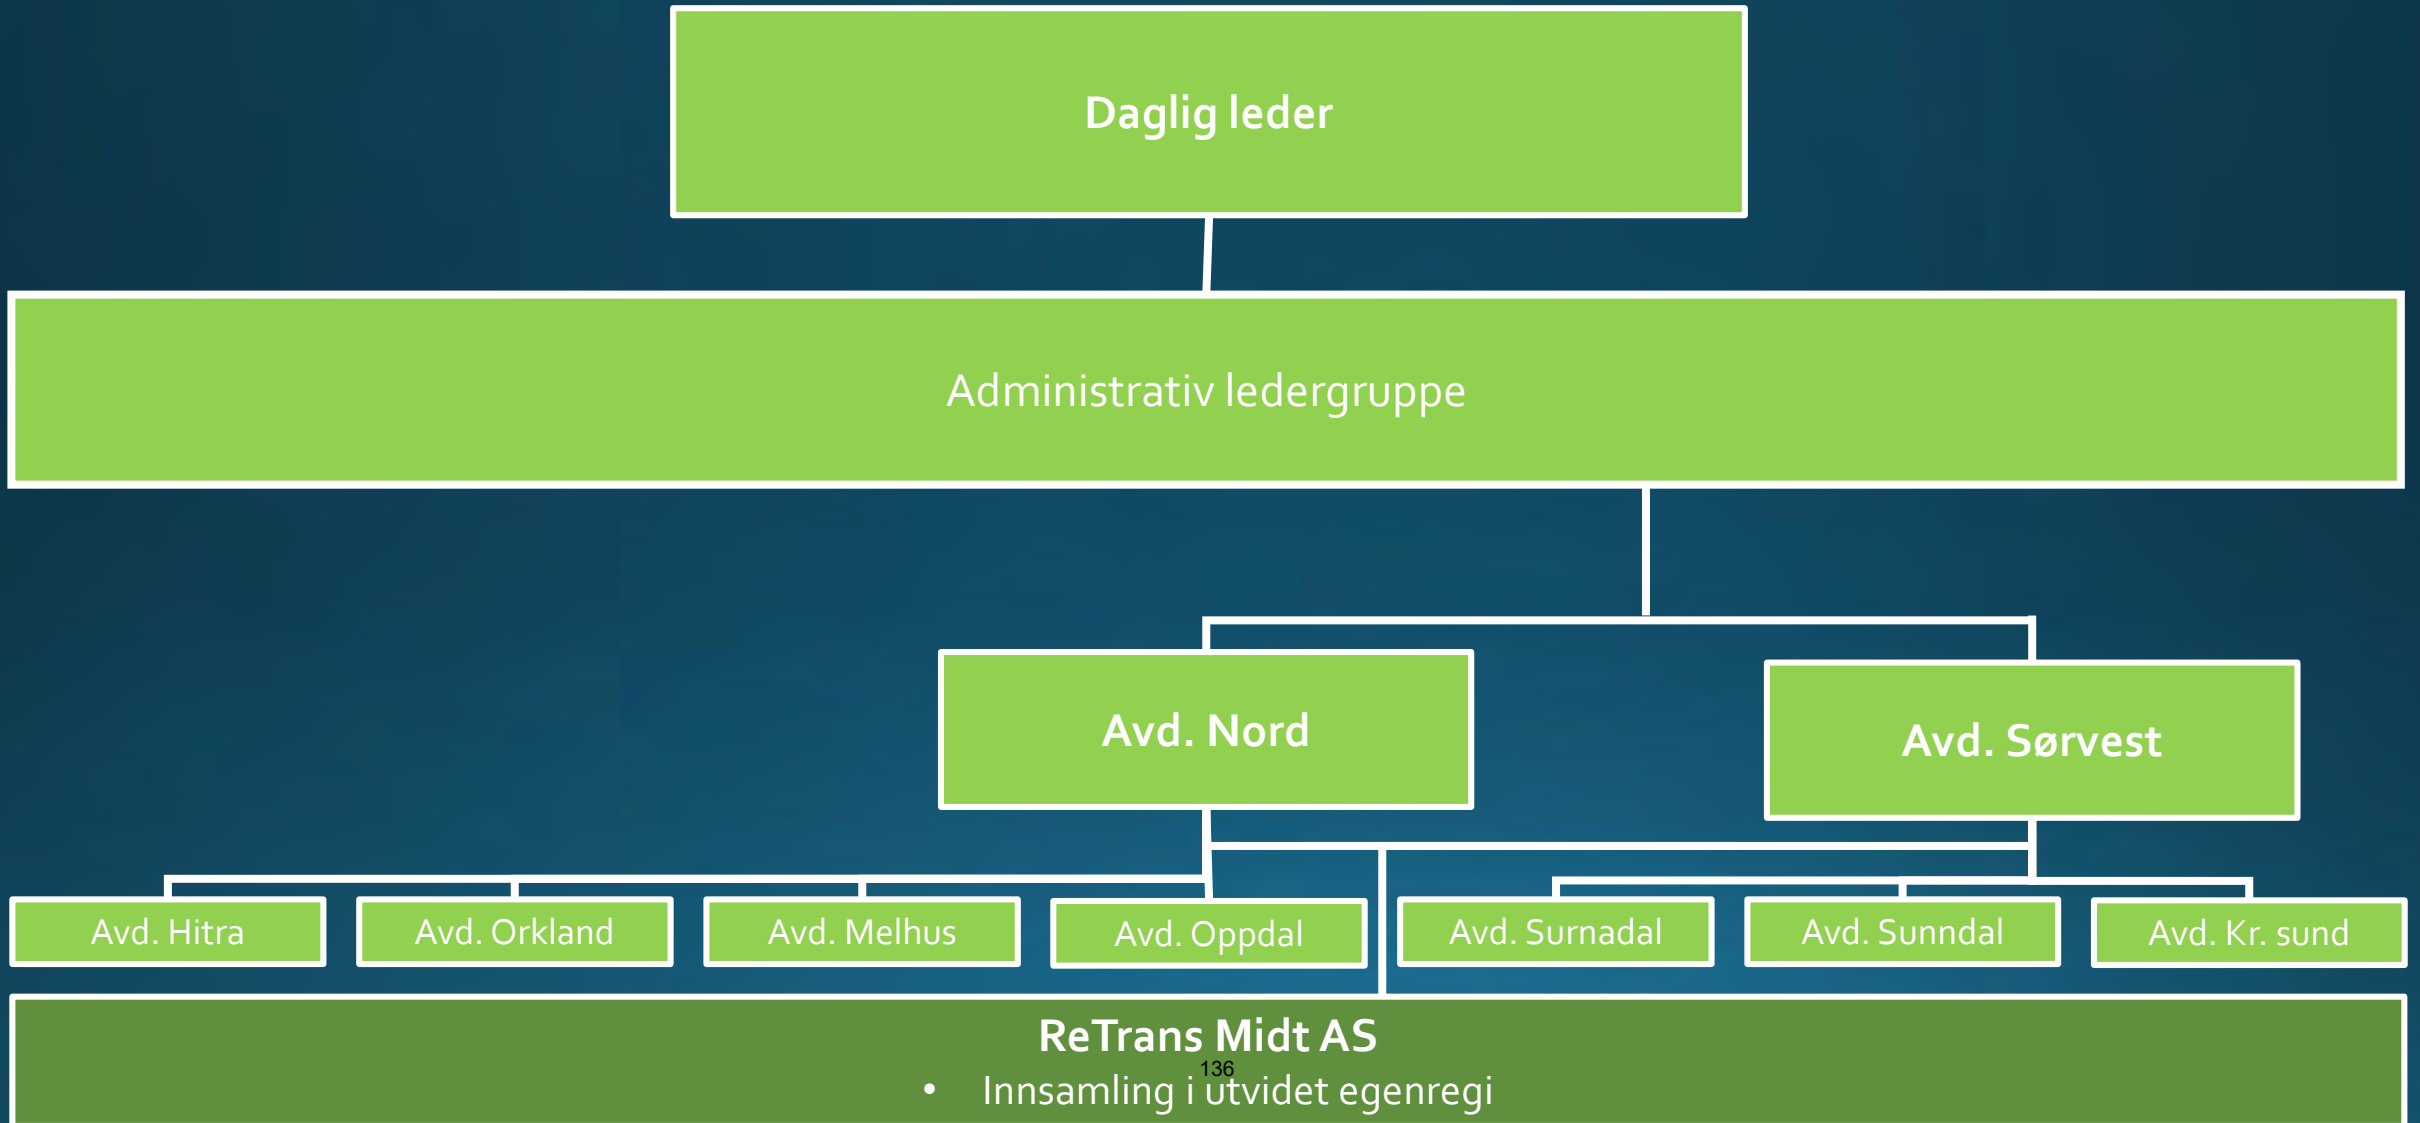 Daglig leder
Administrativ ledergruppe
Avd. Nord
Avd. Sørvest
Avd. Hitra
Avd. Orkland
Avd. Melhus
Avd. Oppdal
Avd. Surnadal
Avd. Sunndal
Avd. Kr. sund
ReTrans Midt AS
136
• Innsamling i utvidet egenregi